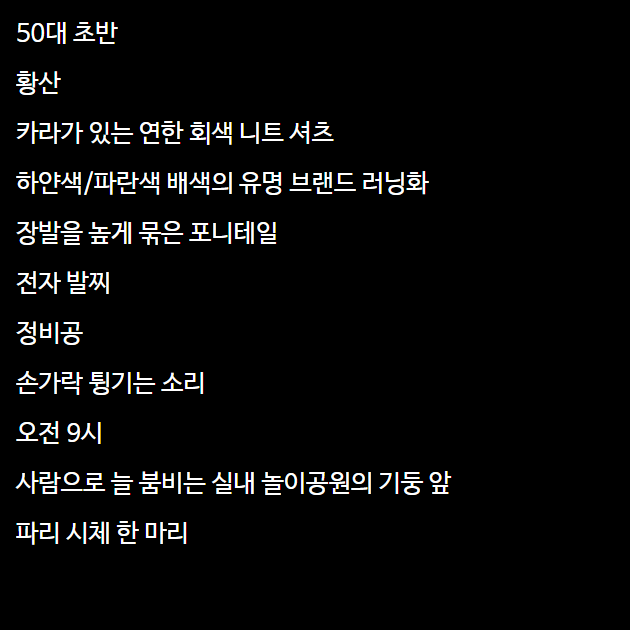 50대 초반
황산
카라가 있는 연한 회색 니트 셔츠
하얀색/파란색 배색의 유명 브랜드 러닝화
장발을 높게 묶은 포니테일
전자 발찌
정비공
손가락 튕기는 소리
오전 9시
사람으로 늘 붐비는 실내 놀이공원의 기둥 앞
파리 시체 한 마리